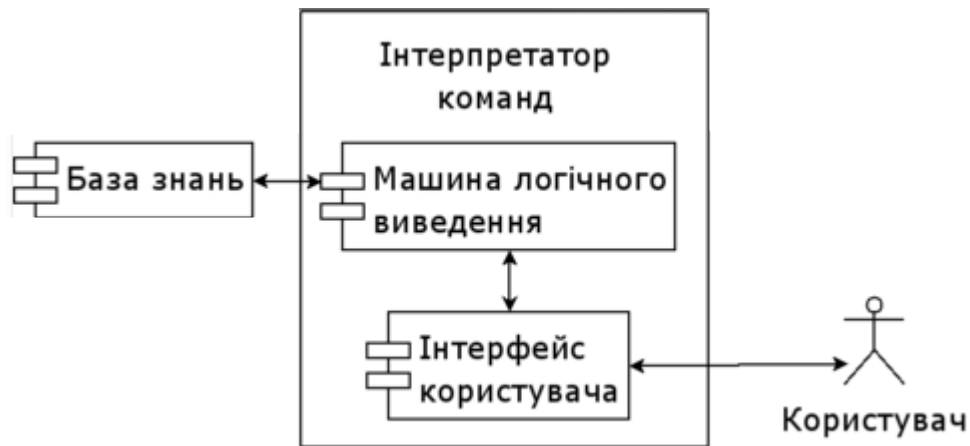 Інтерпретатор
команд
База знань
Машина логічного
виведення
Інтерфейс
користувача
Користувач